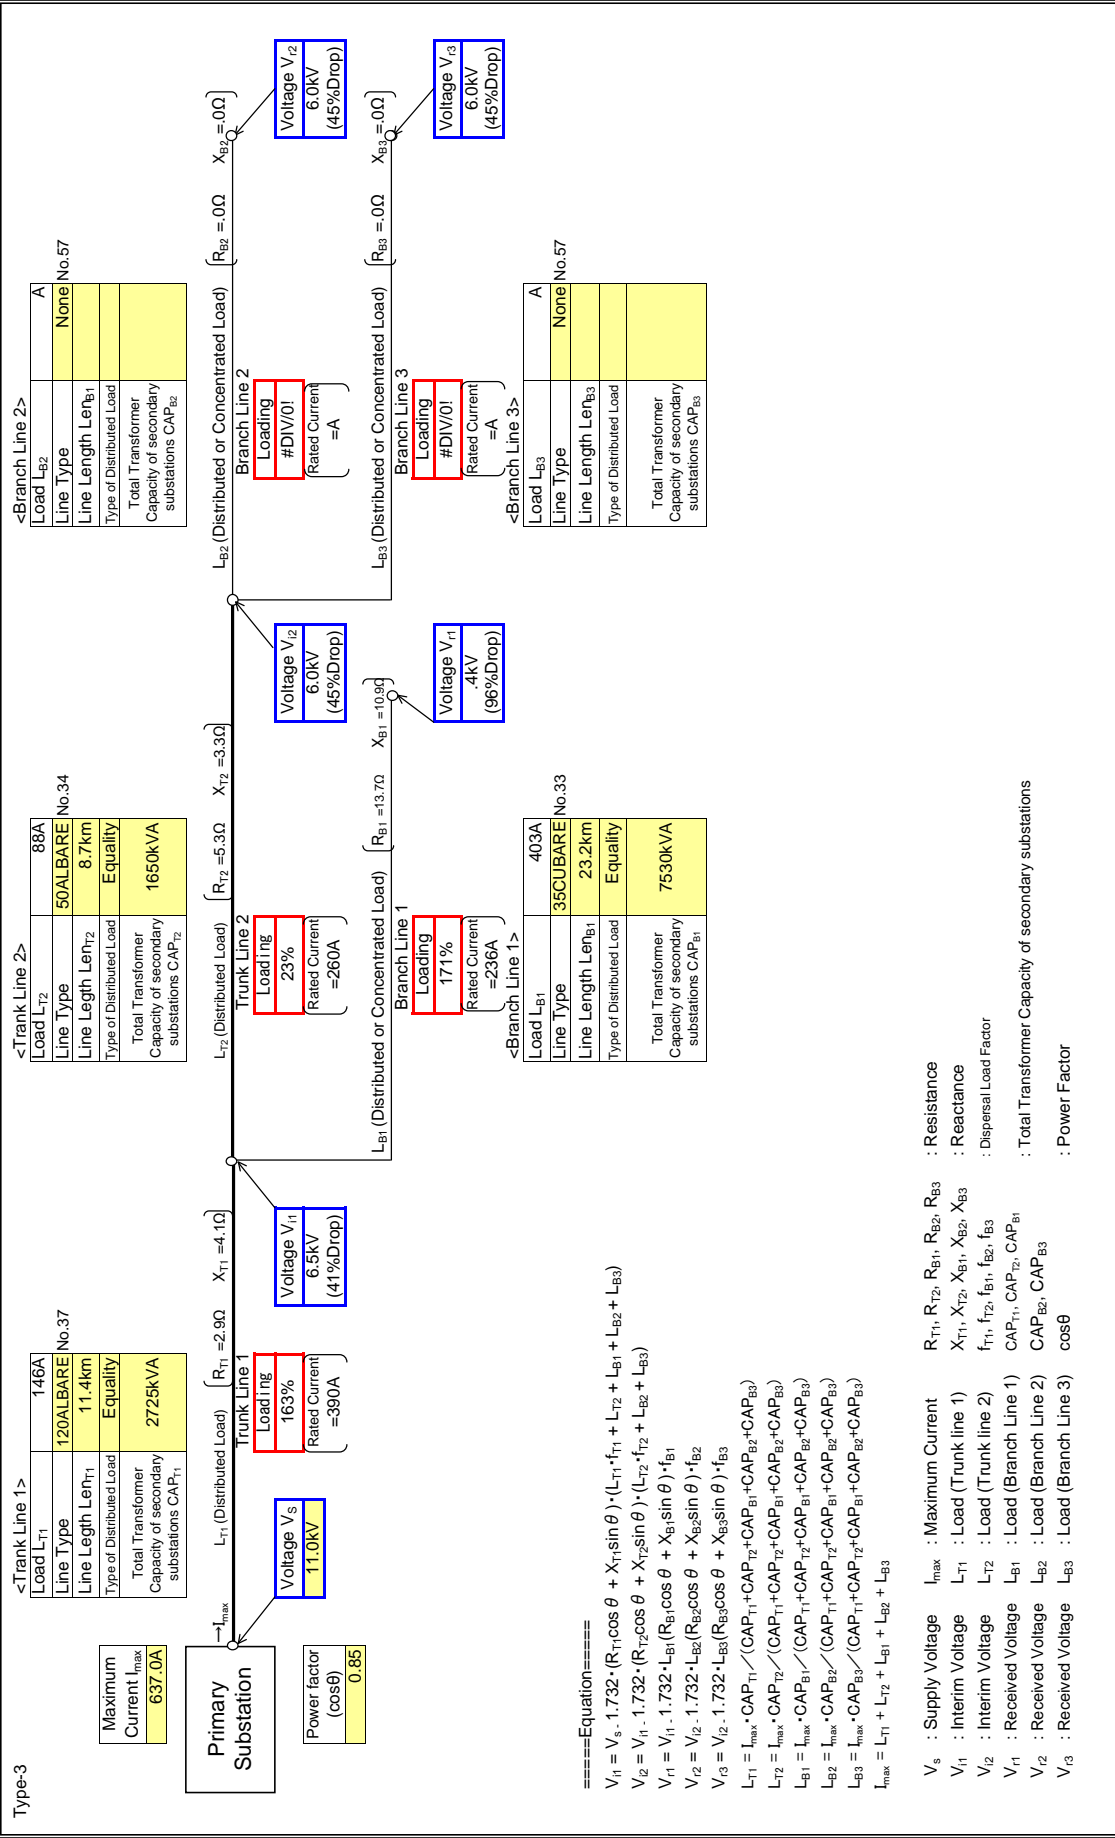 Type-3
Maximum
Current Imax
637.0A
Primary
Substation
Power factor
(cosθ)
0.85
→Imax
Voltage VS
11.0kV
<Trank Line 1>
Load LT1 146A
Line Type 120ALBARE No.37
Line Legth LenT1 11.4km
Type of Distributed Load Equality
Total Transformer
Capacity of secondary
substations CAPT1
2725kVA
LT1 (Distributed Load) RT1 =2.9Ω XT1 =4.1Ω
Trunk Line 1
Loading
163%
Rated Current
=390A
Voltage Vi1
6.5kV
(41%Drop)
<Trank Line 2>
Load LT2 88A
Line Type 50ALBARE No.34
Line Legth LenT2 8.7km
Type of Distributed Load Equality
Total Transformer
Capacity of secondary
substations CAPT2
1650kVA
LT2 (Distributed Load) RT2 =5.3Ω XT2 =3.3Ω
Trunk Line 2
Loading
23%
Rated Current
=260A
Voltage Vi2
6.0kV
(45%Drop)
LB1 (Distributed or Concentrated Load) RB1 =13.7Ω XB1 =10.9Ω
Branch Line 1
Loading
171%
Rated Current
=236A
Voltage Vr1
.4kV
(96%Drop)
<Branch Line 1>
Load LB1 403A
Line Type 35CUBARE No.33
Line Length LenB1 23.2km
Type of Distributed Load Equality
Total Transformer
Capacity of secondary
substations CAPB1
7530kVA
<Branch Line 2>
Load LB2 A
Line Type None No.57
Line Length LenB1
Type of Distributed Load
Total Transformer
Capacity of secondary
substations CAPB2
LB2 (Distributed or Concentrated Load) RB2 =.0Ω XB2 =.0Ω
Branch Line 2
Loading
#DIV/0!
Rated Current
=A
Voltage Vr2
6.0kV
(45%Drop)
LB3 (Distributed or Concentrated Load) RB3 =.0Ω XB3 =.0Ω
Branch Line 3
Loading
#DIV/0!
Rated Current
=A
Voltage Vr3
6.0kV
(45%Drop)
<Branch Line 3>
Load LB3 A
Line Type None No.57
Line Length LenB3
Type of Distributed Load
Total Transformer
Capacity of secondary
substations CAPB3
=====Equation=====
Vi1 = Vs - 1.732・(RT1cosθ + XT1sinθ)・(LT1・fT1 + LT2 + LB1 + LB2 + LB3)
Vi2 = Vi1 - 1.732・(RT2cosθ + XT2sinθ)・(LT2・fT2 + LB2 + LB3)
Vr1 = Vi1 - 1.732・LB1(RB1cosθ + XB1sinθ)・fB1
Vr2 = Vi2 - 1.732・LB2(RB2cosθ + XB2sinθ)・fB2
Vr3 = Vi2 - 1.732・LB3(RB3cosθ + XB3sinθ)・fB3
LT1 = Imax・CAPT1／(CAPT1+CAPT2+CAPB1+CAPB2+CAPB3)
LT2 = Imax・CAPT2／(CAPT1+CAPT2+CAPB1+CAPB2+CAPB3)
LB1 = Imax・CAPB1／(CAPT1+CAPT2+CAPB1+CAPB2+CAPB3)
LB2 = Imax・CAPB2／(CAPT1+CAPT2+CAPB1+CAPB2+CAPB3)
LB3 = Imax・CAPB3／(CAPT1+CAPT2+CAPB1+CAPB2+CAPB3)
Imax = LT1 + LT2 + LB1 + LB2 + LB3
Vs : Supply Voltage Imax : Maximum Current RT1, RT2, RB1, RB2, RB3 : Resistance
Vi1 : Interim Voltage LT1 : Load (Trunk line 1) XT1, XT2, XB1, XB2, XB3 : Reactance
Vi2 : Interim Voltage LT2 : Load (Trunk line 2) fT1, fT2, fB1, fB2, fB3 : Dispersal Load Factor
Vr1 : Received Voltage LB1 : Load (Branch Line 1) CAPT1, CAPT2, CAPB1
Vr2 : Received Voltage LB2 : Load (Branch Line 2) CAPB2, CAPB3 : Total Transformer Capacity of secondary substations
Vr3 : Received Voltage LB3 : Load (Branch Line 3) cosθ : Power Factor